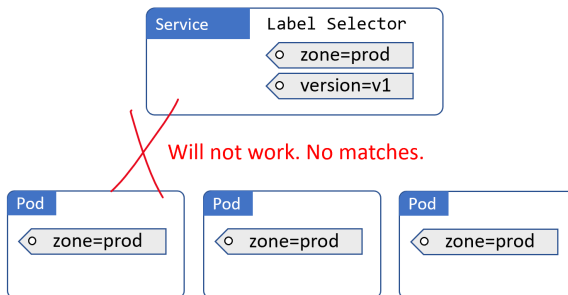 Service
Label Selector
zone=prod
version=v1
Will not work. No matches.
Pod
Pod
Pod
zone=prod
zone=prod
zone=prod